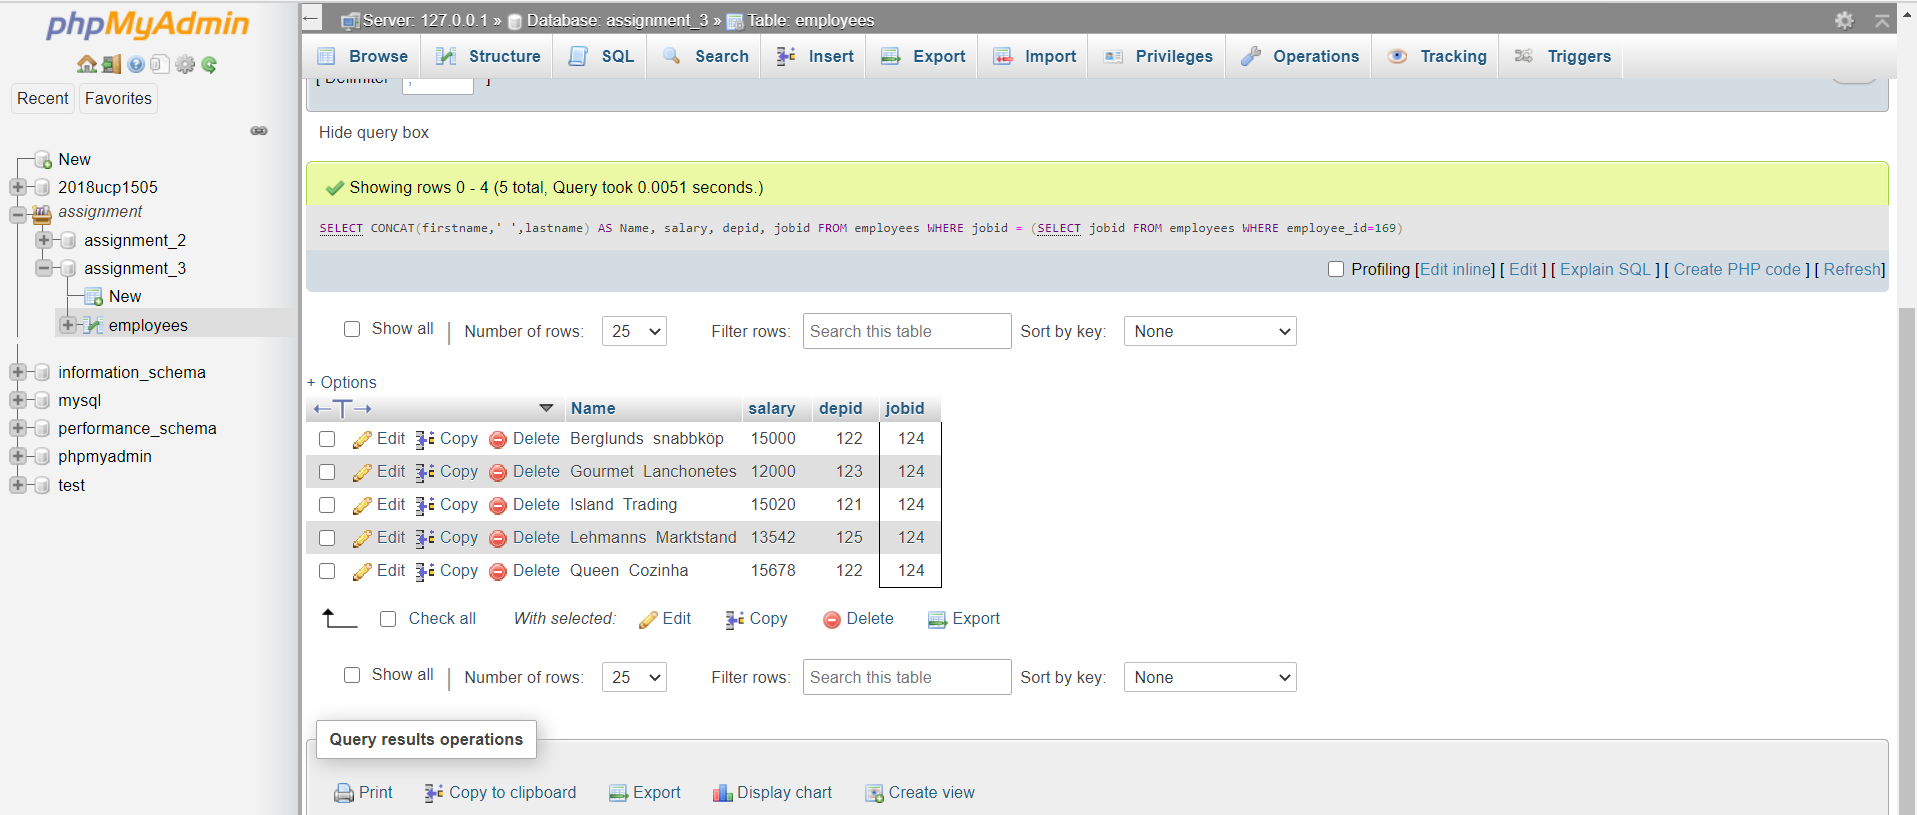 phpMyAdmin
Recent Favorites
New
2018ucp1505
assignment
assignment_2
assignment_3
New
employees
information_schema
mysql
performance_schema
phpmyadmin
test
Server: 127.0.0.1 » Database: assignment_3 » Table: employees
Browse Structure SQL Search Insert Export Import Privileges Operations Tracking Triggers
[ Delimiter ; ]
Hide query box
Showing rows 0 - 4 (5 total, Query took 0.0051 seconds.)
SELECT CONCAT(firstname,' ',lastname) AS Name, salary, depid, jobid FROM employees WHERE jobid = (SELECT jobid FROM employees WHERE employee_id=169)
Profiling [Edit inline] [ Edit ] [ Explain SQL ] [ Create PHP code ] [ Refresh]
Show all | Number of rows: 25 Filter rows: Search this table Sort by key: None
+ Options
←T→ Name salary depid jobid
Edit Copy Delete Berglunds snabbköp 15000 122 124
Edit Copy Delete Gourmet Lanchonetes 12000 123 124
Edit Copy Delete Island Trading 15020 121 124
Edit Copy Delete Lehmanns Marktstand 13542 125 124
Edit Copy Delete Queen Cozinha 15678 122 124
Check all With selected: Edit Copy Delete Export
Show all | Number of rows: 25 Filter rows: Search this table Sort by key: None
Query results operations
Print Copy to clipboard Export Display chart Create view